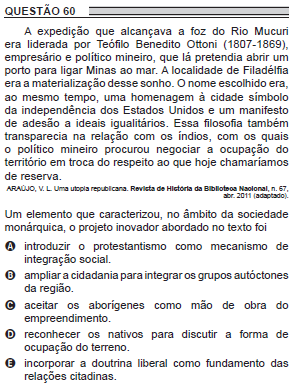 QUESTÃO 60
A expedição que alcançava a foz do Rio Mucuri
era liderada por Teófilo Benedito Ottoni (1807-1869),
empresário e político mineiro, que lá pretendia abrir um
porto para ligar Minas ao mar. A localidade de Filadélfia
era a materialização desse sonho. O nome escolhido era,
ao mesmo tempo, uma homenagem à cidade símbolo
da independência dos Estados Unidos e um manifesto
de adesão a ideais igualitários. Essa filosofia também
transparecia na relação com os índios, com os quais
o político mineiro procurou negociar a ocupação do
território em troca do respeito ao que hoje chamaríamos
de reserva.
ARAÚJO, V. L. Uma utopia republicana. Revista de História da Biblioteca Nacional, n. 67,
abr. 2011 (adaptado).
Um elemento que caracterizou, no âmbito da sociedade
monárquica, o projeto inovador abordado no texto foi
A introduzir o protestantismo como mecanismo de
integração social.
B ampliar a cidadania para integrar os grupos autóctones
da região.
C aceitar os aborígenes como mão de obra do
empreendimento.
D reconhecer os nativos para discutir a forma de
ocupação do terreno.
E incorporar a doutrina liberal como fundamento das
relações citadinas.